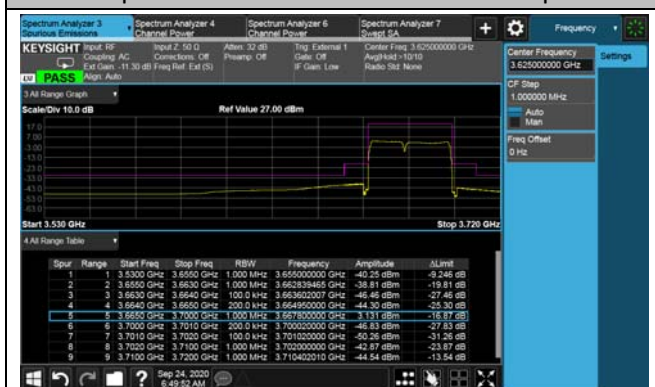 Spectrum Analyzer 3
Spurious Emissions
Spectrum Analyzer 4
Channel Power
Spectrum Analyzer 6
Channel Power
Spectrum Analyzer 7
Swept SA
+
Frequency
KEYSIGHT
Input: RF
Coupling: AC
Ext Gain: -11.30 dB
Align: Auto
Input Z: 50 Ω
Corrections: Off
Freq Ref: Ext (S)
Atten: 32 dB
Preamp: Off
Trig: External 1
Gate: Off
IF Gain: Low
Center Freq: 3.625000000 GHz
Avg|Hold:>10/10
Radio Std: None
LXI PASS
Center Frequency
3.625000000 GHz
Settings
CF Step
1.000000 MHz
Auto
Man
Freq Offset
0 Hz
3 All Range Graph
Scale/Div 10.0 dB
Ref Value 27.00 dBm
17.0
7.00
-3.00
-13.0
-23.0
-33.0
-43.0
-53.0
-63.0
Start 3.530 GHz
Stop 3.720 GHz
4 All Range Table
Spur Range Start Freq Stop Freq RBW Frequency Amplitude ΔLimit
1 1 3.5300 GHz 3.6550 GHz 1.000 MHz 3.655000000 GHz -40.25 dBm -9.246 dB
2 2 3.6550 GHz 3.6630 GHz 1.000 MHz 3.662839465 GHz -38.81 dBm -19.81 dB
3 3 3.6630 GHz 3.6640 GHz 100.0 kHz 3.663602007 GHz -46.46 dBm -27.46 dB
4 4 3.6640 GHz 3.6650 GHz 200.0 kHz 3.664950000 GHz -44.30 dBm -25.30 dB
5 5 3.6650 GHz 3.7000 GHz 1.000 MHz 3.667800000 GHz 3.131 dBm -16.87 dB
6 6 3.7000 GHz 3.7010 GHz 200.0 kHz 3.700020000 GHz -46.83 dBm -27.83 dB
7 7 3.7010 GHz 3.7020 GHz 100.0 kHz 3.701020000 GHz -50.26 dBm -31.26 dB
8 8 3.7020 GHz 3.7100 GHz 1.000 MHz 3.702000000 GHz -42.87 dBm -23.87 dB
9 9 3.7100 GHz 3.7200 GHz 1.000 MHz 3.710402010 GHz -44.54 dBm -13.54 dB
?
Sep 24, 2020
6:49:52 AM